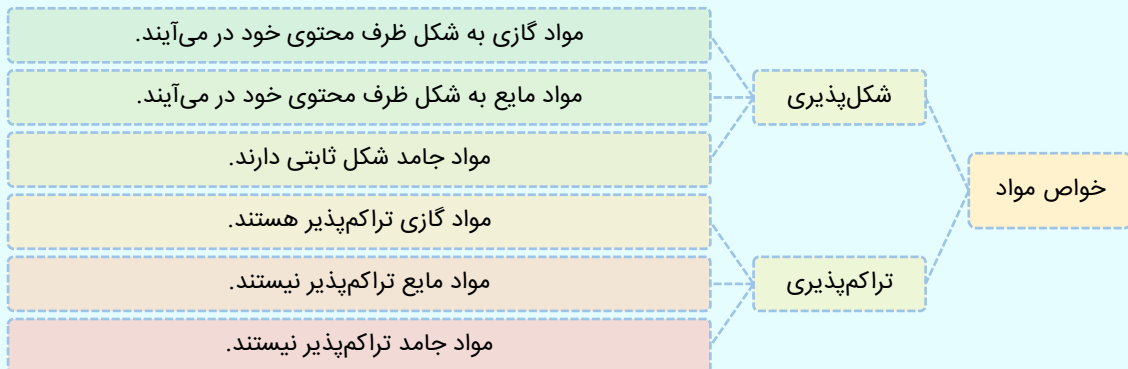 خواص مواد
شکل‌پذیری
مواد گازی به شکل ظرف محتوی خود در می‌آیند.
مواد مایع به شکل ظرف محتوی خود در می‌آیند.
مواد جامد شکل ثابتی دارند.
تراکم‌پذیری
مواد گازی تراکم‌پذیر هستند.
مواد مایع تراکم‌پذیر نیستند.
مواد جامد تراکم‌پذیر نیستند.